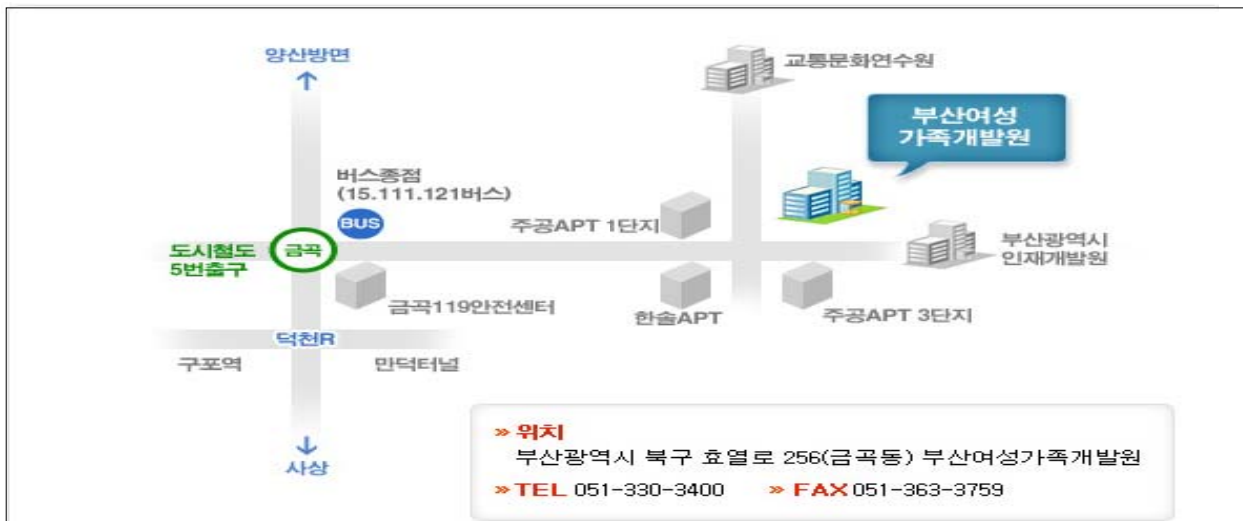 양산방면
교통문화연수원
부산여성
가족개발원
버스종점
(15.111.121버스)
BUS
주공APT 1단지
도시철도
5번출구
금곡
부산광역시
인재개발원
금곡119안전센터
한솔APT
주공APT 3단지
덕천R
구포역
만덕터널
사상
» 위치
부산광역시 북구 효열로 256(금곡동) 부산여성가족개발원
» TEL 051-330-3400 » FAX 051-363-3759